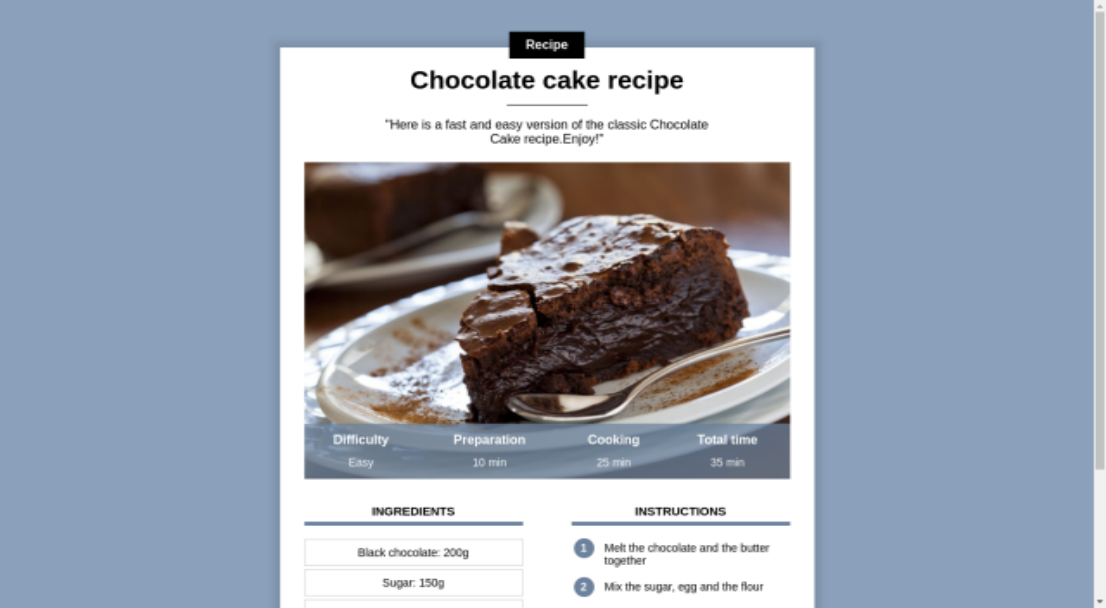 Recipe
Chocolate cake recipe
"Here is a fast and easy version of the classic Chocolate
Cake recipe.Enjoy!"
Difficulty Preparation Cooking Total time
Easy 10 min 25 min 35 min
INGREDIENTS
Black chocolate: 200g
Sugar: 150g
INSTRUCTIONS
1 Melt the chocolate and the butter
together
2 Mix the sugar, egg and the flour